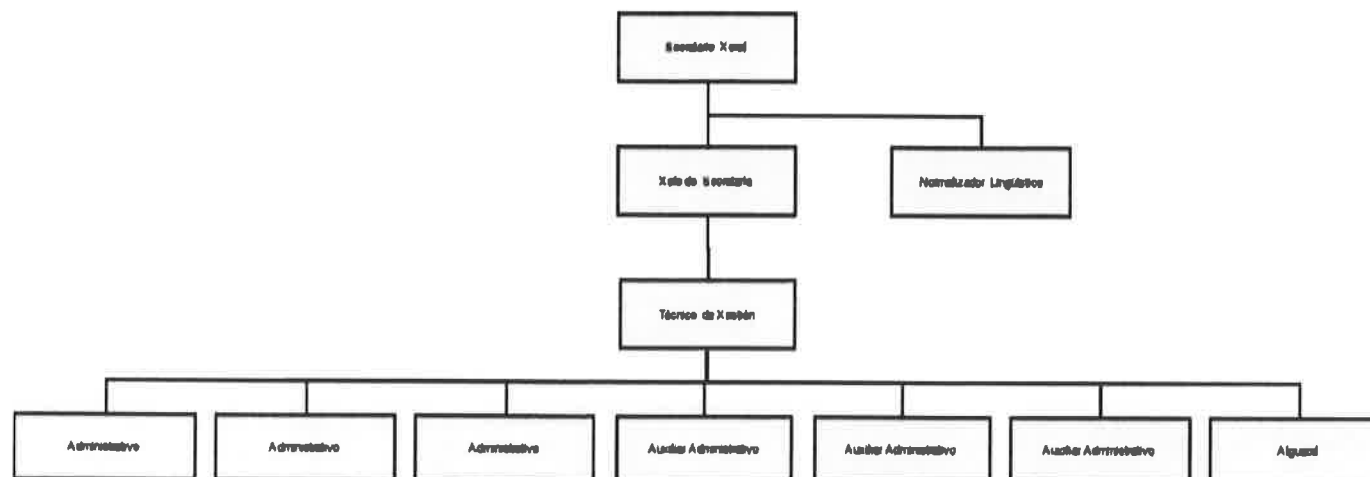 Secretario Xeral
Xefe de Secretaría
Normalizador Lingüístico
Técnico de Xestión
Administrativo
Administrativo
Administrativo
Auxiliar Administrativo
Auxiliar Administrativo
Auxiliar Administrativo
Alguacil